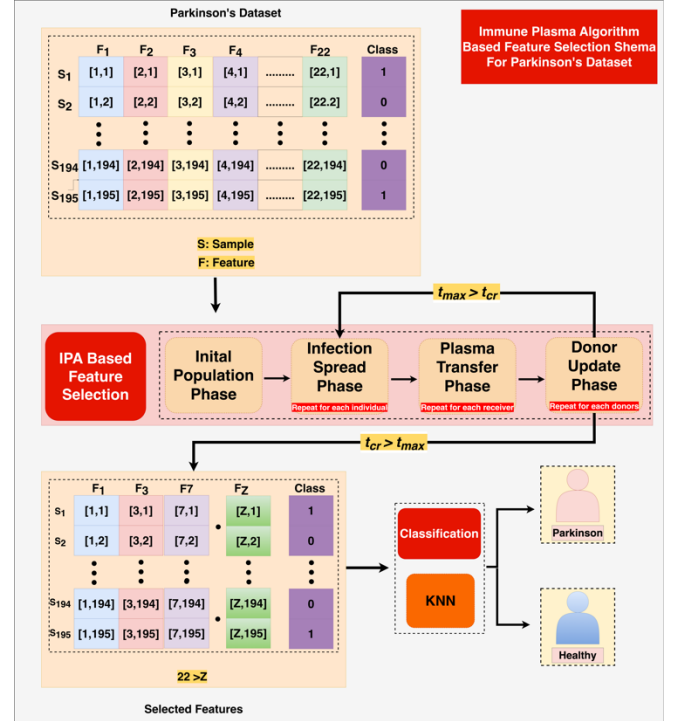 Parkinson's Dataset
Immune Plasma Algorithm
Based Feature Selection Shema
For Parkinson's Dataset
F1 F2 F3 F4 F22 Class
S1 [1,1] [2,1] [3,1] [4,1] ......... [22,1] 1
S2 [1,2] [2,2] [3,2] [4,2] ......... [22.2] 0
S194 [1,194] [2,194] [3,194] [4,194] ......... [22,194] 0
S195 [1,195] [2,195] [3,195] [4,195] ......... [22,195] 1
S: Sample
F: Feature
tmax > tcr
IPA Based
Feature
Selection
Inital
Population
Phase
Infection
Spread
Phase
Repeat for each individual
Plasma
Transfer
Phase
Repeat for each receiver
Donor
Update
Phase
Repeat for each donors
tcr > tmax
F1 F3 F7 FZ Class
S1 [1,1] [3,1] [7,1] [Z,1] 1
S2 [1,2] [3,2] [7,2] [Z,2] 0
S194 [1,194] [3,194] [7,194] [Z,194] 0
S195 [1,195] [3,195] [7,195] [Z,195] 1
22 >Z
Selected Features
Classification
KNN
Parkinson
Healthy